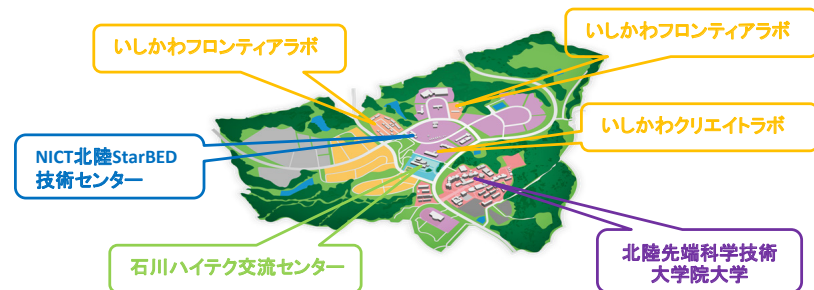 いしかわフロンティアラボ
いしかわフロンティアラボ
いしかわクリエイトラボ
NICT北陸StarBED
技術センター
石川ハイテク交流センター
北陸先端科学技術
大学院大学